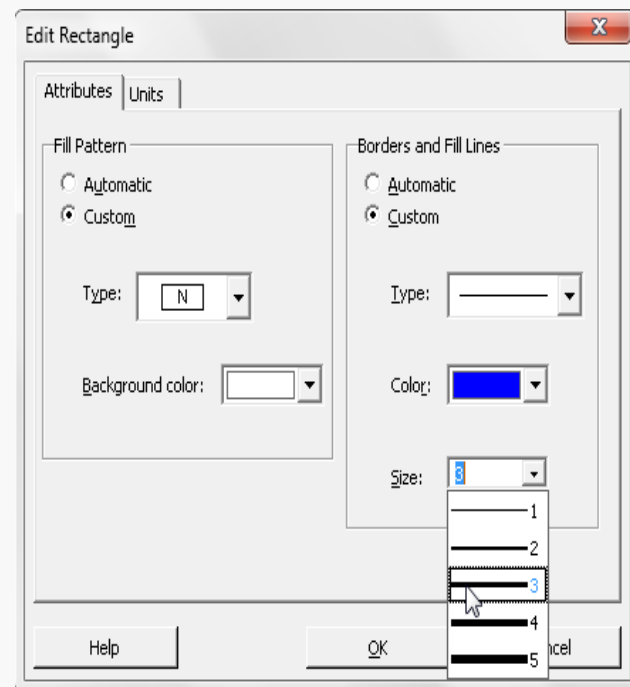 Edit Rectangle
X
Attributes
Units
Fill Pattern
Automatic
Custom
Type:
N
Background color:
Borders and Fill Lines
Automatic
Custom
Type:
Color:
Size:
3
1
2
3
4
5
Help
OK